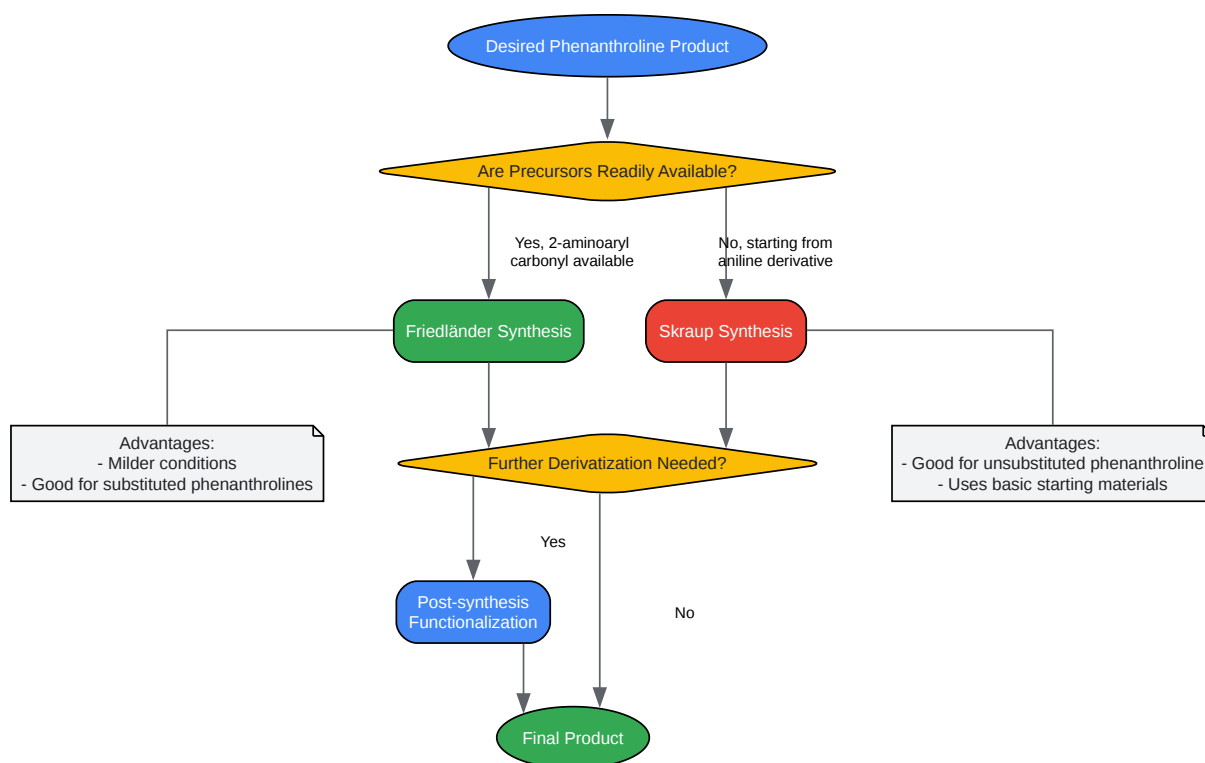 Desired Phenanthroline Product
Are Precursors Readily Available?
Yes, 2-aminoaryl
carbonyl available
No, starting from
aniline derivative
Friedländer Synthesis
Skraup Synthesis
Advantages:
- Milder conditions
- Good for substituted phenanthrolines
Advantages:
- Good for unsubstituted phenanthroline
- Uses basic starting materials
Further Derivatization Needed?
Yes
No
Post-synthesis
Functionalization
Final Product